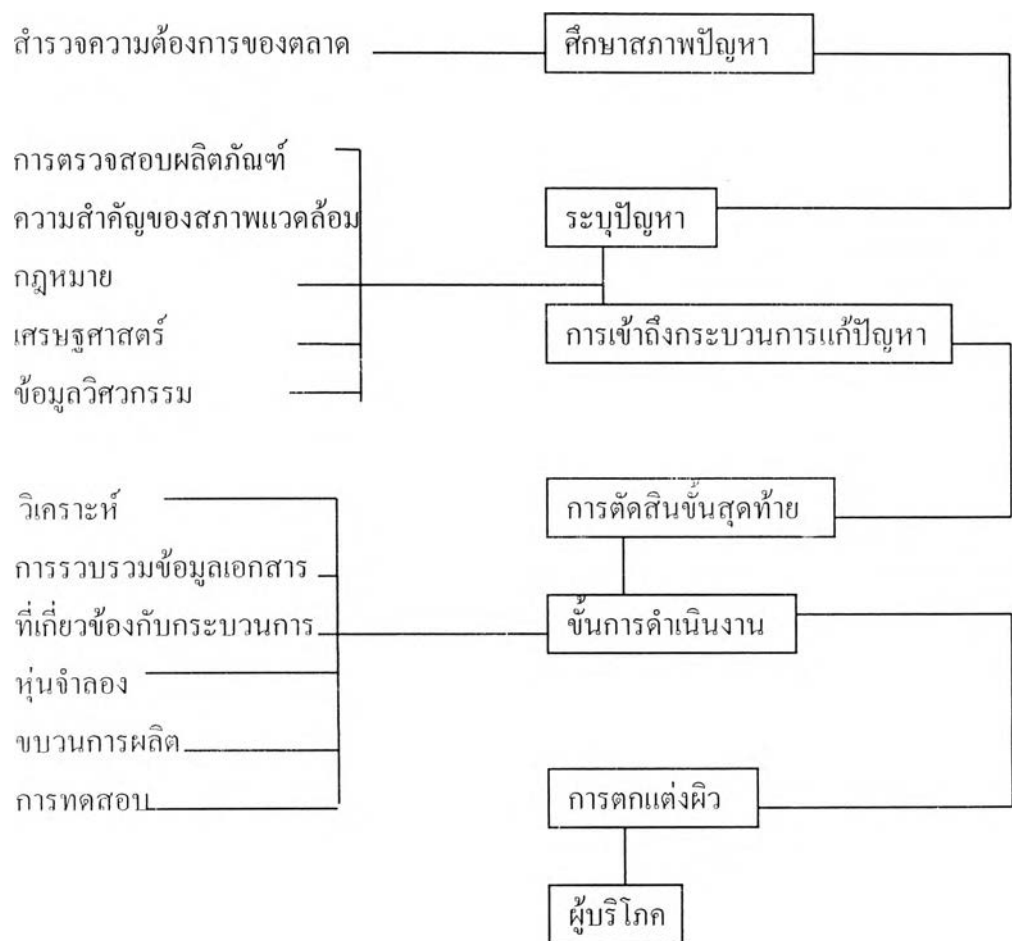 สำรวจความต้องการของตลาด
ศึกษาสภาพปัญหา
การตรวจสอบผลิตภัณฑ์
ความสำคัญของสภาพแวดล้อม
ระบุปัญหา
กฎหมาย
เศรษฐศาสตร์
การเข้าถึงกระบวนการแก้ปัญหา
ข้อมูลวิศวกรรม
วิเคราะห์
การตัดสินขั้นสุดท้าย
การรวบรวมข้อมูลเอกสาร
ที่เกี่ยวข้องกับกระบวนการ
ขั้นการดำเนินงาน
หุ่นจำลอง
ขบวนการผลิต
การทดสอบ
การตกแต่งผิว
ผู้บริโภค